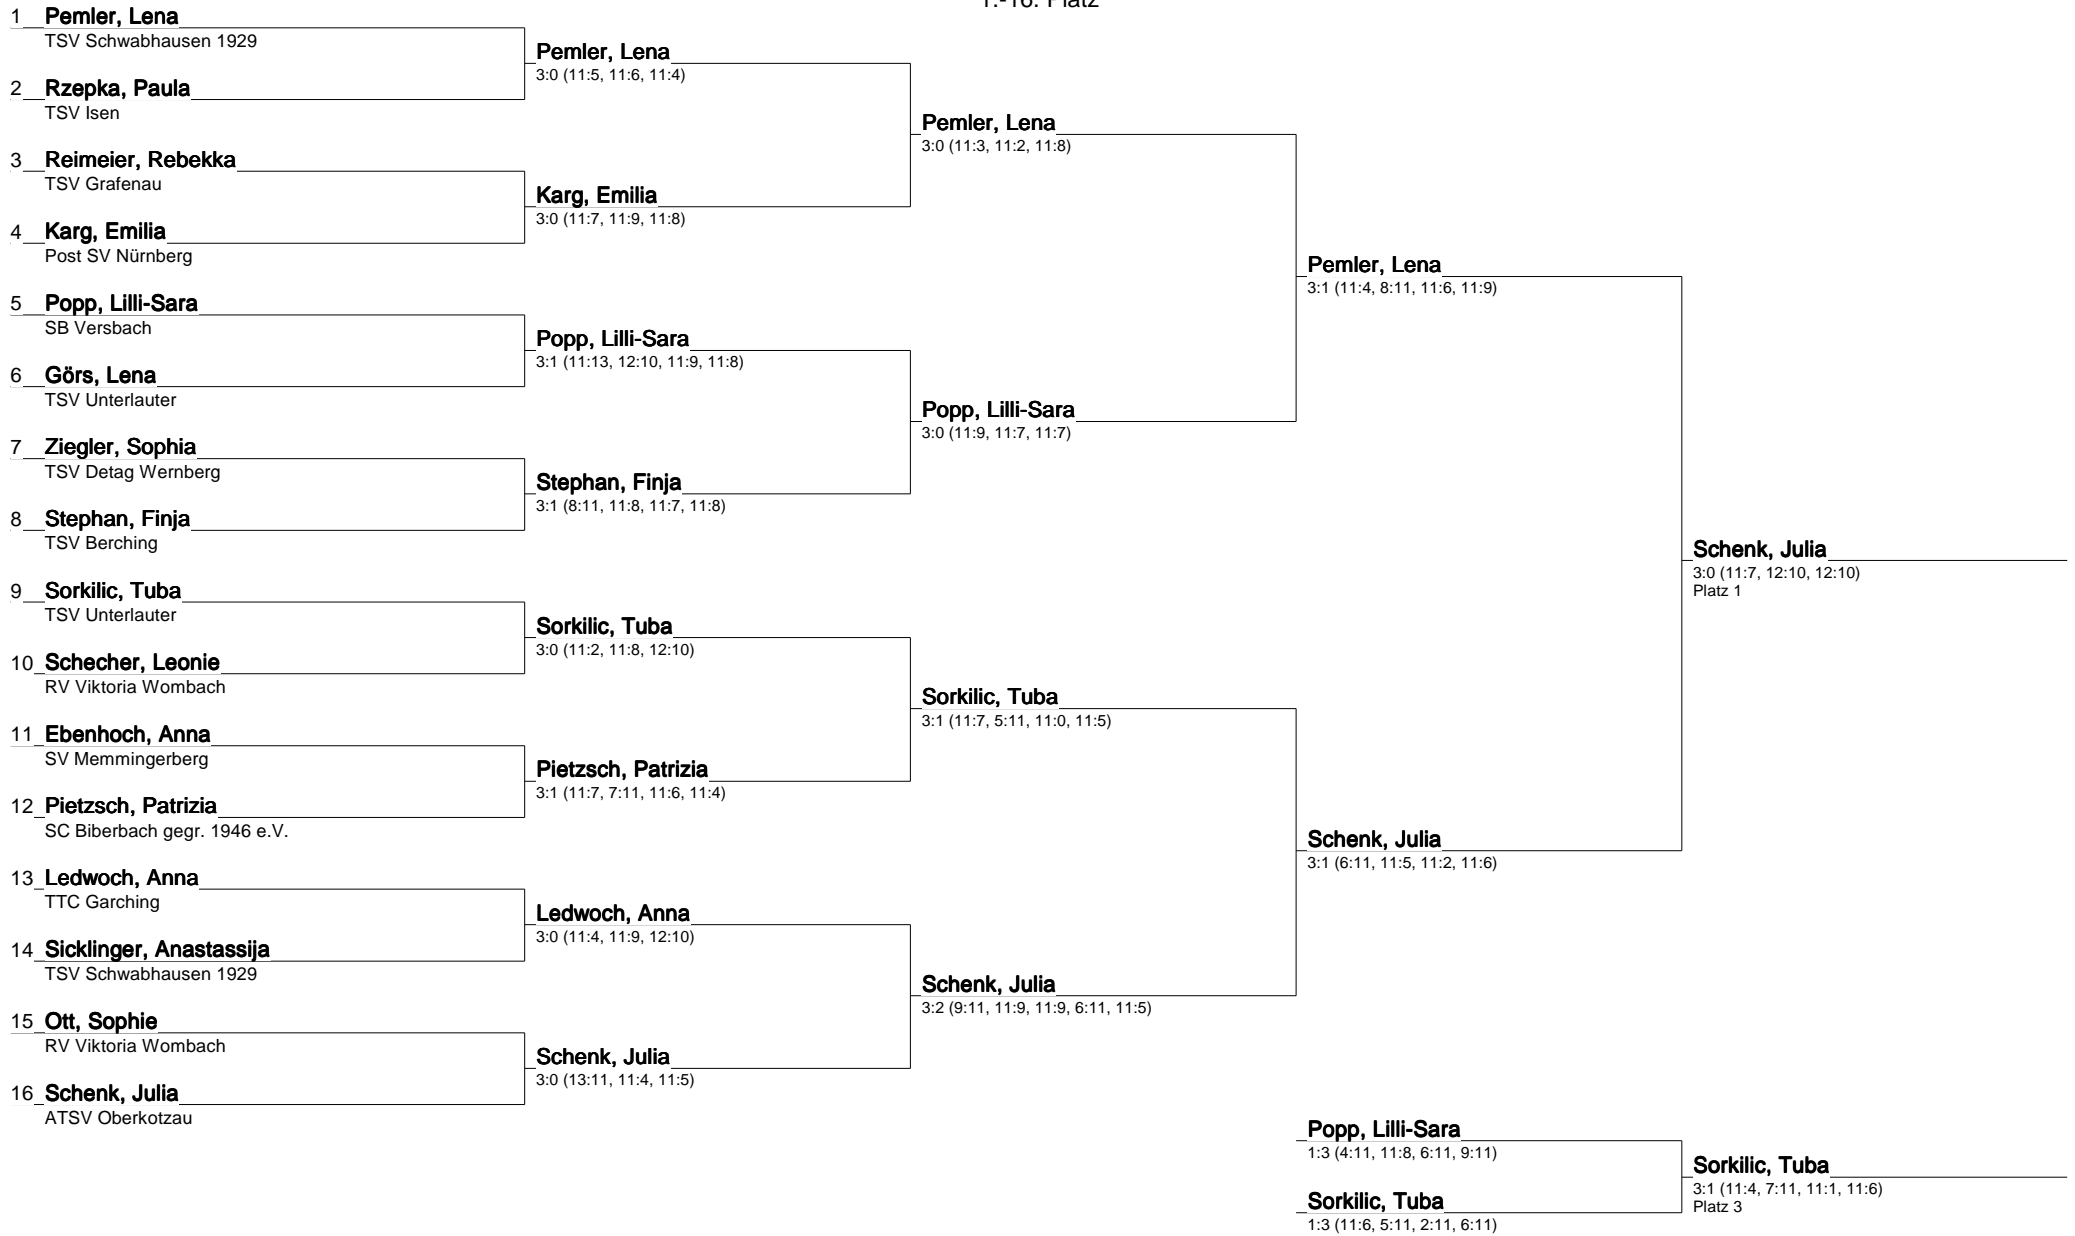 1.-16. Platz
1 Pemler, Lena
TSV Schwabhausen 1929
2 Rzepka, Paula
TSV Isen
3 Reimeier, Rebekka
TSV Grafenau
4 Karg, Emilia
Post SV Nürnberg
5 Popp, Lilli-Sara
SB Versbach
6 Görs, Lena
TSV Unterlauter
7 Ziegler, Sophia
TSV Detag Wernberg
8 Stephan, Finja
TSV Berching
9 Sorkilic, Tuba
TSV Unterlauter
10 Schecher, Leonie
RV Viktoria Wombach
11 Ebenhoch, Anna
SV Memmingerberg
12 Pietzsch, Patrizia
SC Biberbach gegr. 1946 e.V.
13 Ledwoch, Anna
TTC Garching
14 Sicklinger, Anastassija
TSV Schwabhausen 1929
15 Ott, Sophie
RV Viktoria Wombach
16 Schenk, Julia
ATSV Oberkotzau
Pemler, Lena
3:0 (11:5, 11:6, 11:4)
Karg, Emilia
3:0 (11:7, 11:9, 11:8)
Popp, Lilli-Sara
3:1 (11:13, 12:10, 11:9, 11:8)
Stephan, Finja
3:1 (8:11, 11:8, 11:7, 11:8)
Sorkilic, Tuba
3:0 (11:2, 11:8, 12:10)
Pietzsch, Patrizia
3:1 (11:7, 7:11, 11:6, 11:4)
Ledwoch, Anna
3:0 (11:4, 11:9, 12:10)
Schenk, Julia
3:0 (13:11, 11:4, 11:5)
Pemler, Lena
3:0 (11:3, 11:2, 11:8)
Popp, Lilli-Sara
3:0 (11:9, 11:7, 11:7)
Sorkilic, Tuba
3:1 (11:7, 5:11, 11:0, 11:5)
Schenk, Julia
3:2 (9:11, 11:9, 11:9, 6:11, 11:5)
Pemler, Lena
3:1 (11:4, 8:11, 11:6, 11:9)
Schenk, Julia
3:1 (6:11, 11:5, 11:2, 11:6)
Schenk, Julia
3:0 (11:7, 12:10, 12:10)
Platz 1
Popp, Lilli-Sara
1:3 (4:11, 11:8, 6:11, 9:11)
Sorkilic, Tuba
1:3 (11:6, 5:11, 2:11, 6:11)
Sorkilic, Tuba
3:1 (11:4, 7:11, 11:1, 11:6)
Platz 3